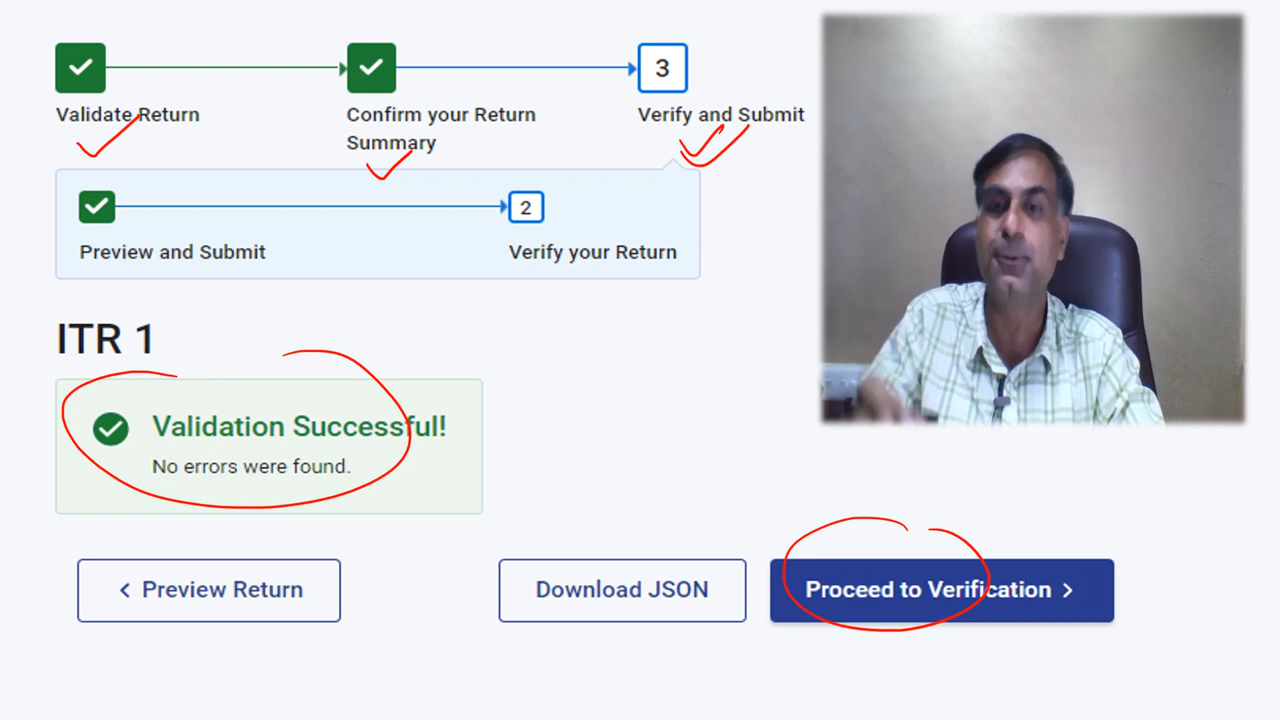 3
Validate Return
Confirm your Return
Summary
Verify and Submit
2
Preview and Submit
Verify your Return
ITR 1
Validation Successful!
No errors were found.
Preview Return
Download JSON
Proceed to Verification